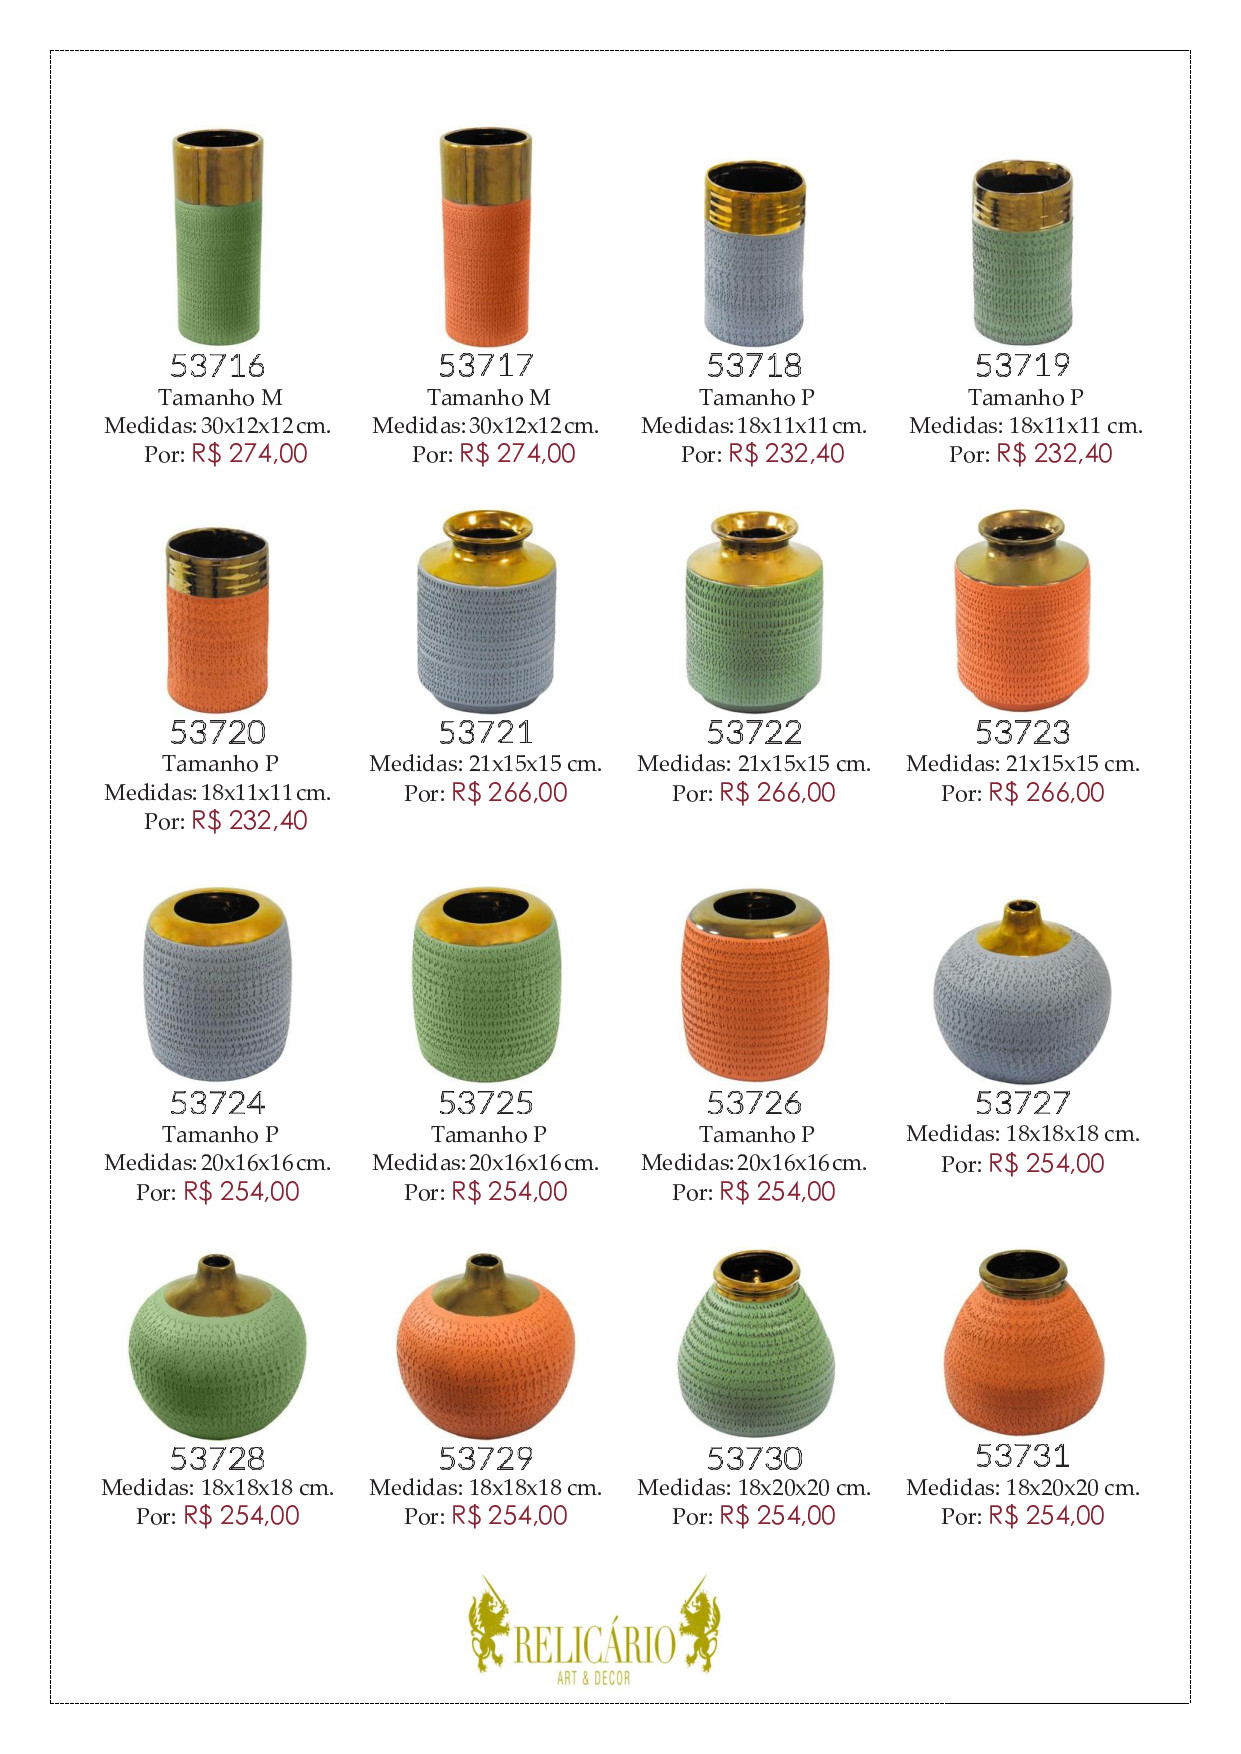 53716
Tamanho M
Medidas: 30x12x12 cm.
Por: R$ 274,00
53717
Tamanho M
Medidas: 30x12x12 cm.
Por: R$ 274,00
53718
Tamanho P
Medidas: 18x11x11 cm.
Por: R$ 232,40
53719
Tamanho P
Medidas: 18x11x11 cm.
Por: R$ 232,40
53720
Tamanho P
Medidas: 18x11x11 cm.
Por: R$ 232,40
53721
Medidas: 21x15x15 cm.
Por: R$ 266,00
53722
Medidas: 21x15x15 cm.
Por: R$ 266,00
53723
Medidas: 21x15x15 cm.
Por: R$ 266,00
53724
Tamanho P
Medidas: 20x16x16 cm.
Por: R$ 254,00
53725
Tamanho P
Medidas: 20x16x16 cm.
Por: R$ 254,00
53726
Tamanho P
Medidas: 20x16x16 cm.
Por: R$ 254,00
53727
Medidas: 18x18x18 cm.
Por: R$ 254,00
53728
Medidas: 18x18x18 cm.
Por: R$ 254,00
53729
Medidas: 18x18x18 cm.
Por: R$ 254,00
53730
Medidas: 18x20x20 cm.
Por: R$ 254,00
53731
Medidas: 18x20x20 cm.
Por: R$ 254,00
RELICÁRIO
ART & DECOR